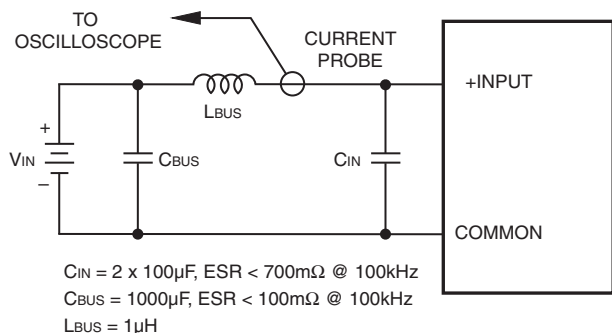 TO
OSCILLOSCOPE
CURRENT
PROBE
+INPUT
LBUS
+
VIN
–
CBUS
CIN
COMMON
CIN = 2 x 100µF, ESR < 700mΩ @ 100kHz
CBUS = 1000µF, ESR < 100mΩ @ 100kHz
LBUS = 1µH